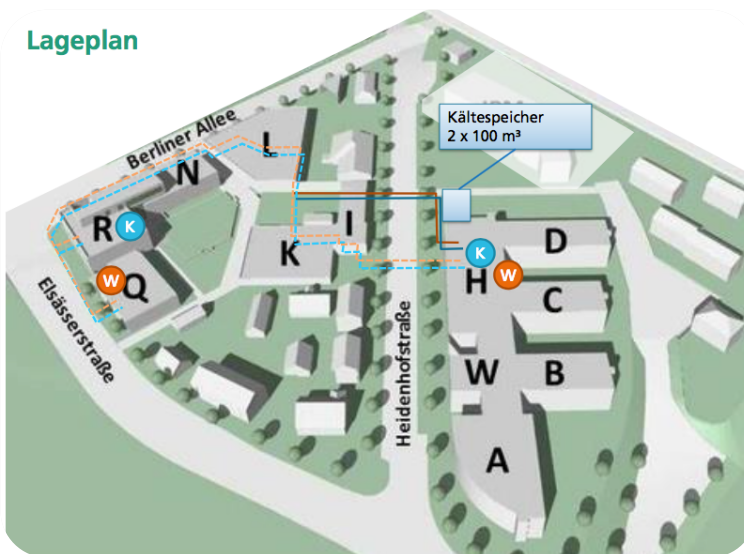 Lageplan
Kältespeicher
2 x 100 m³
Berliner Allee
L
N
R
K
W
Q
K
I
Elsässerstraße
Heidenhofstraße
K
D
H
W
C
W
B
A